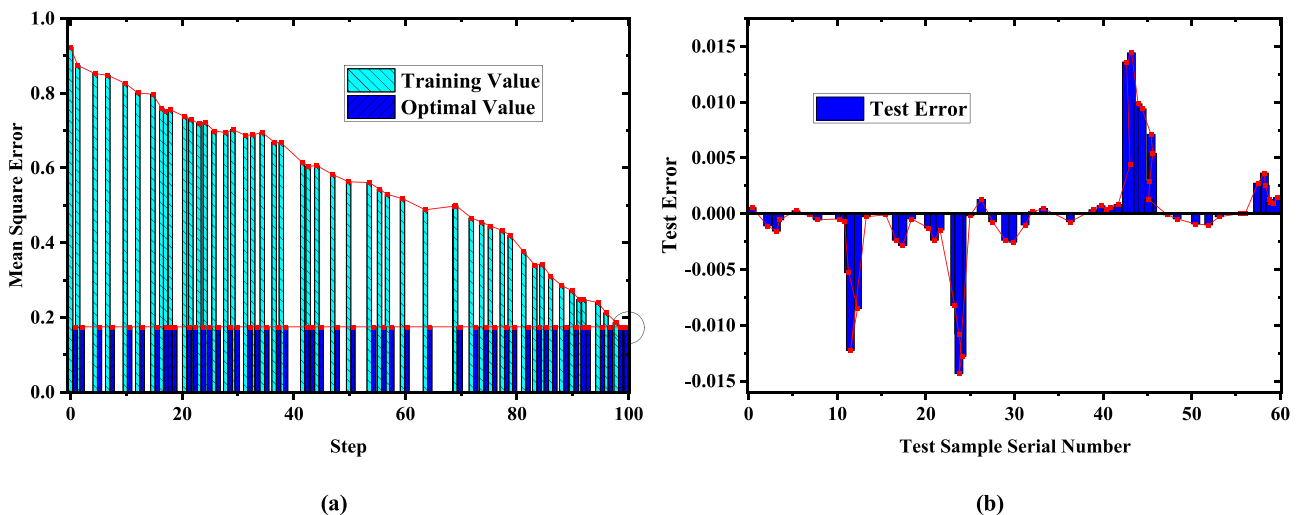 1.0
0.8
0.6
0.4
0.2
0.0
Mean Square Error
Training Value
Optimal Value
0 20 40 60 80 100
Step
(a)
0.015
0.010
0.005
0.000
-0.005
-0.010
-0.015
Test Error
Test Error
0 10 20 30 40 50 60
Test Sample Serial Number
(b)